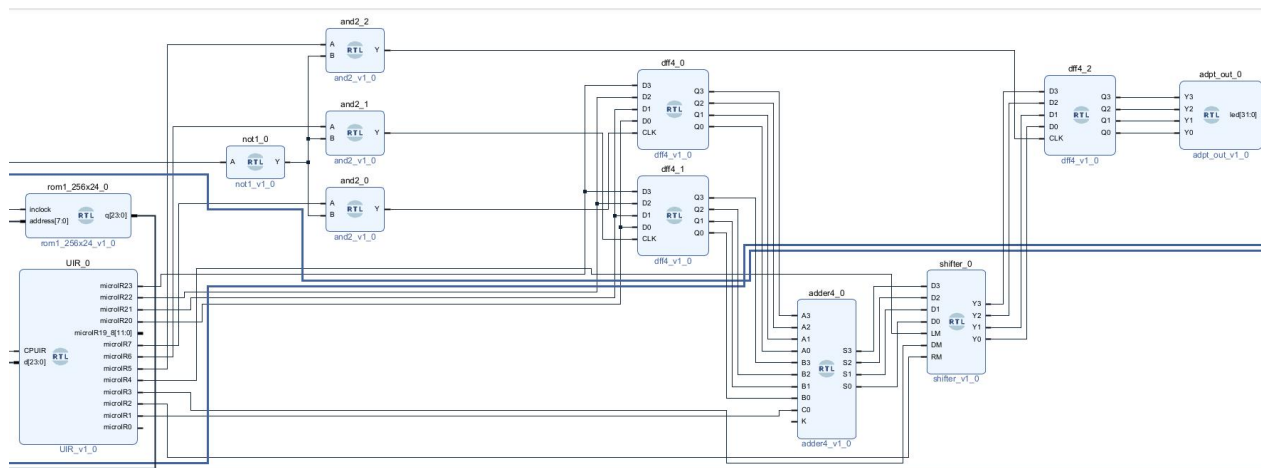 and2_2
A
B
RTL
Y
and2_v1_0
and2_1
A
B
RTL
Y
and2_v1_0
not1_0
A
RTL
Y
not1_v1_0
and2_0
A
B
RTL
Y
and2_v1_0
rom1_256x24_0
inclock
address[7:0]
RTL
q[23:0]
rom1_256x24_v1_0
UIR_0
CPUIR
d[23:0]
RTL
microIR23
microIR22
microIR21
microIR20
microIR19_8[11:0]
microIR7
microIR6
microIR5
microIR4
microIR3
microIR2
microIR1
microIR0
UIR_v1_0
dff4_0
D3
D2
D1
D0
CLK
RTL
Q3
Q2
Q1
Q0
dff4_v1_0
dff4_1
D3
D2
D1
D0
CLK
RTL
Q3
Q2
Q1
Q0
dff4_v1_0
adder4_0
A3
A2
A1
A0
B3
B2
B1
B0
C0
K
RTL
S3
S2
S1
S0
adder4_v1_0
shifter_0
D3
D2
D1
D0
LM
DM
RM
RTL
Y3
Y2
Y1
Y0
shifter_v1_0
dff4_2
D3
D2
D1
D0
CLK
RTL
Q3
Q2
Q1
Q0
dff4_v1_0
adpt_out_0
Y3
Y2
Y1
Y0
RTL
led[31:0]
adpt_out_v1_0